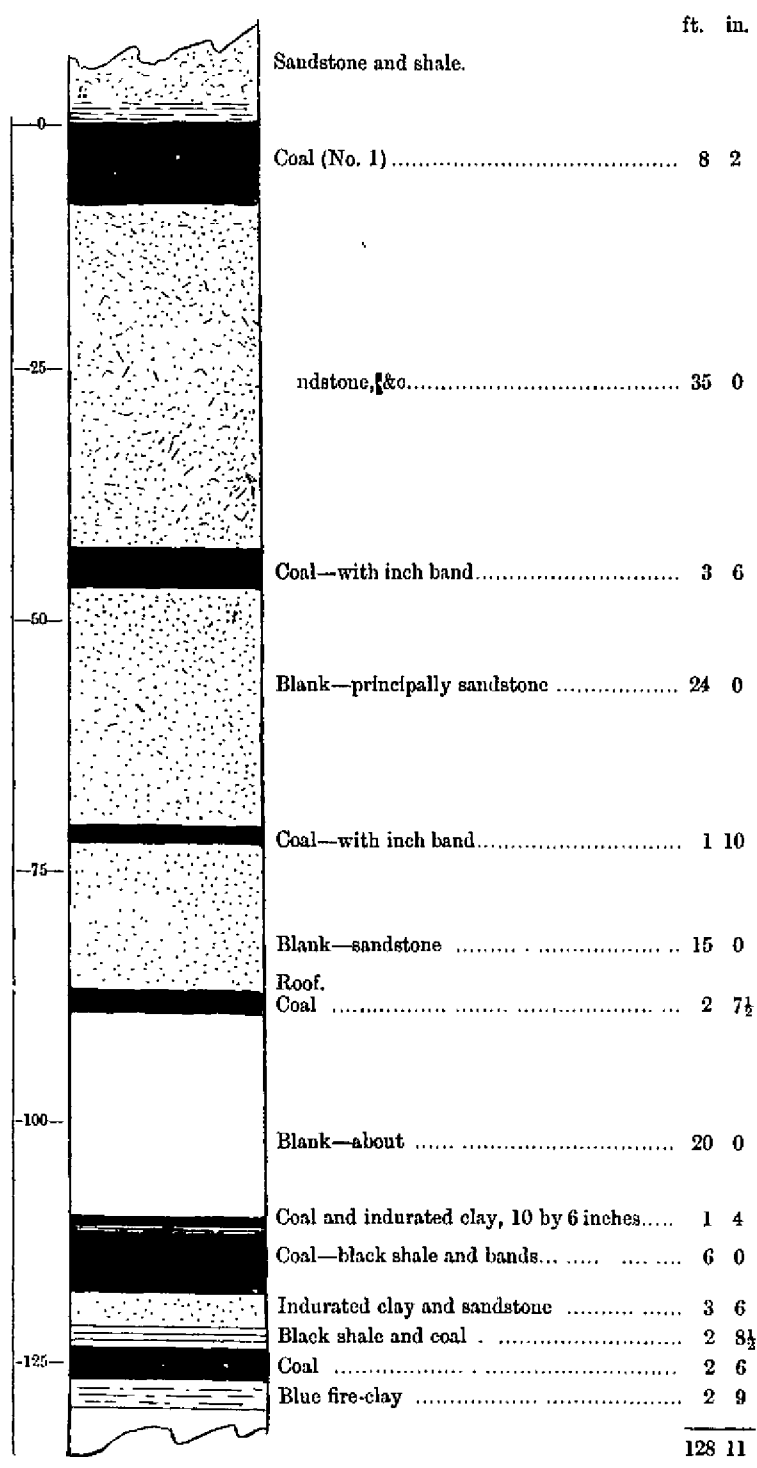 ft. in.
Sandstone and shale.
0
Coal (No. 1) 8 2
25
ndstone, &c. 35 0
Coal—with inch band 3 6
50
Blank—principally sandstone 24 0
Coal—with inch band 1 10
75
Blank—sandstone 15 0
Roof.
Coal 2 7½
100
Blank—about 20 0
Coal and indurated clay, 10 by 6 inches 1 4
Coal—black shale and bands 6 0
Indurated clay and sandstone 3 6
Black shale and coal 2 8½
125
Coal 2 6
Blue fire-clay 2 9
128 11